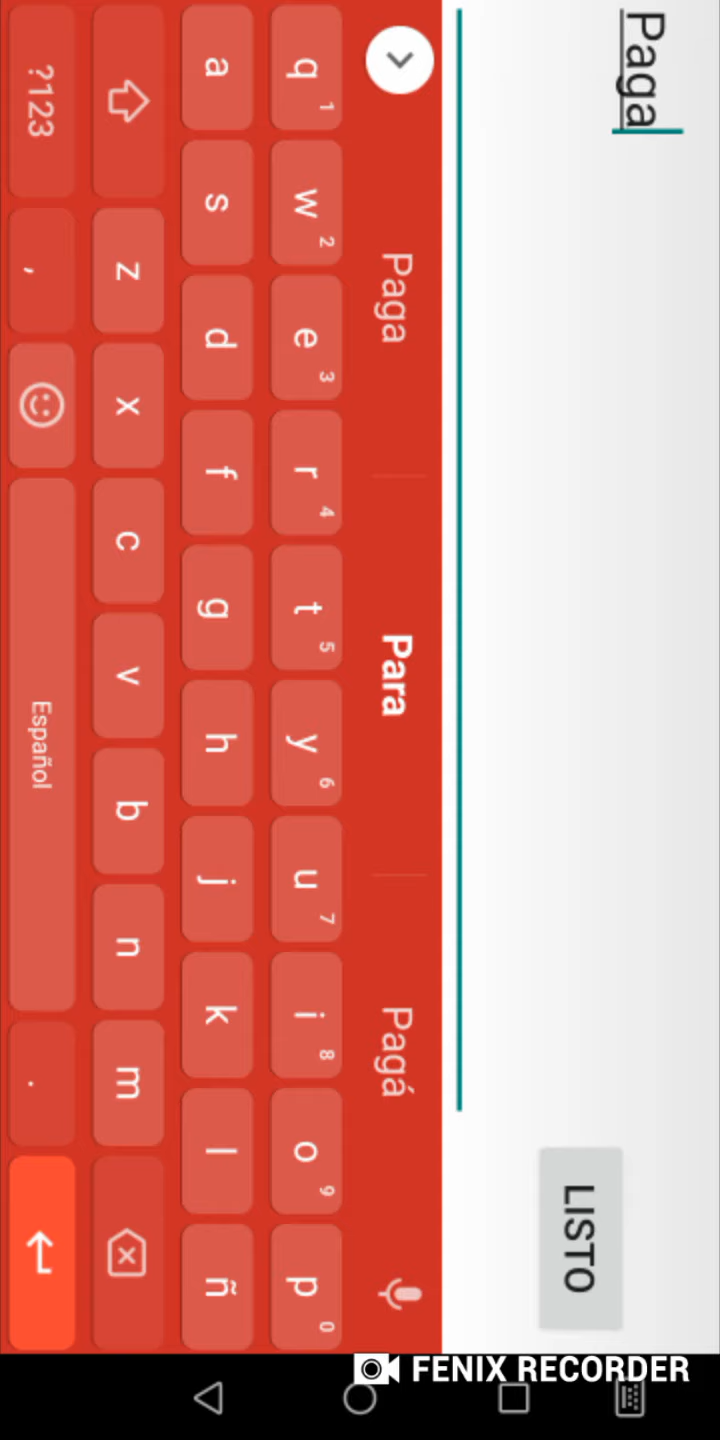 Paga
LISTO
Paga Para Pagá
q 1 w 2 e 3 r 4 t 5 y 6 u 7 i 8 o 9 p 0
a s d f g h j k l ñ
z x c v b n m
?123 , Español .
FENIX RECORDER